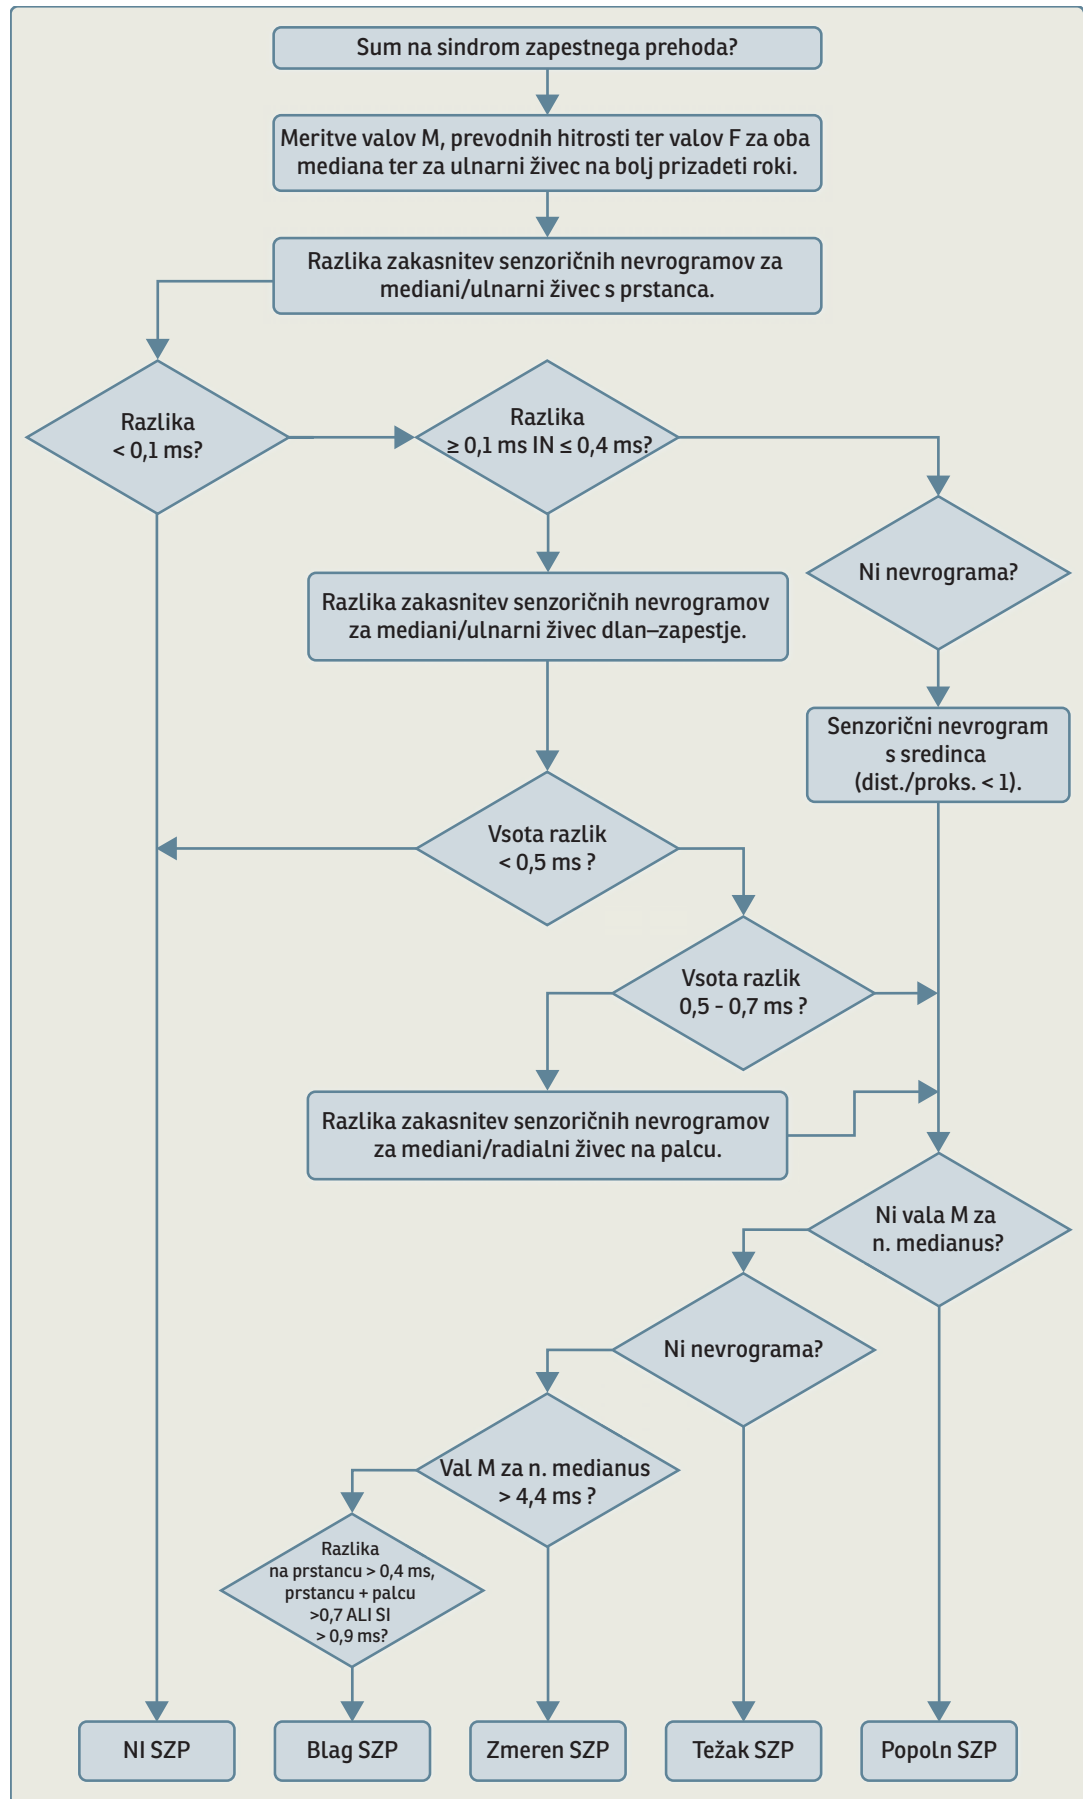 Sum na sindrom zapestnega prehoda?
Meritve valov M, prevodnih hitrosti ter valov F za oba
mediana ter za ulnarni živec na bolj prizadeti roki.
Razlika zakasnitev senzoričnih nevrogramov za
mediani/ulnarni živec s prstanca.
Razlika
< 0,1 ms?
Razlika
≥ 0,1 ms IN ≤ 0,4 ms?
Ni nevrograma?
Razlika zakasnitev senzoričnih nevrogramov
za mediani/ulnarni živec dlan–zapestje.
Senzorični nevrogram
s sredinca
(dist./proks. < 1).
Vsota razlik
< 0,5 ms ?
Vsota razlik
0,5 - 0,7 ms ?
Razlika zakasnitev senzoričnih nevrogramov
za mediani/radialni živec na palcu.
Ni vala M za
n. medianus?
Ni nevrograma?
Val M za n. medianus
> 4,4 ms ?
Razlika
na prstancu > 0,4 ms,
prstancu + palcu
>0,7 ALI SI
> 0,9 ms?
NI SZP
Blag SZP
Zmeren SZP
Težak SZP
Popoln SZP